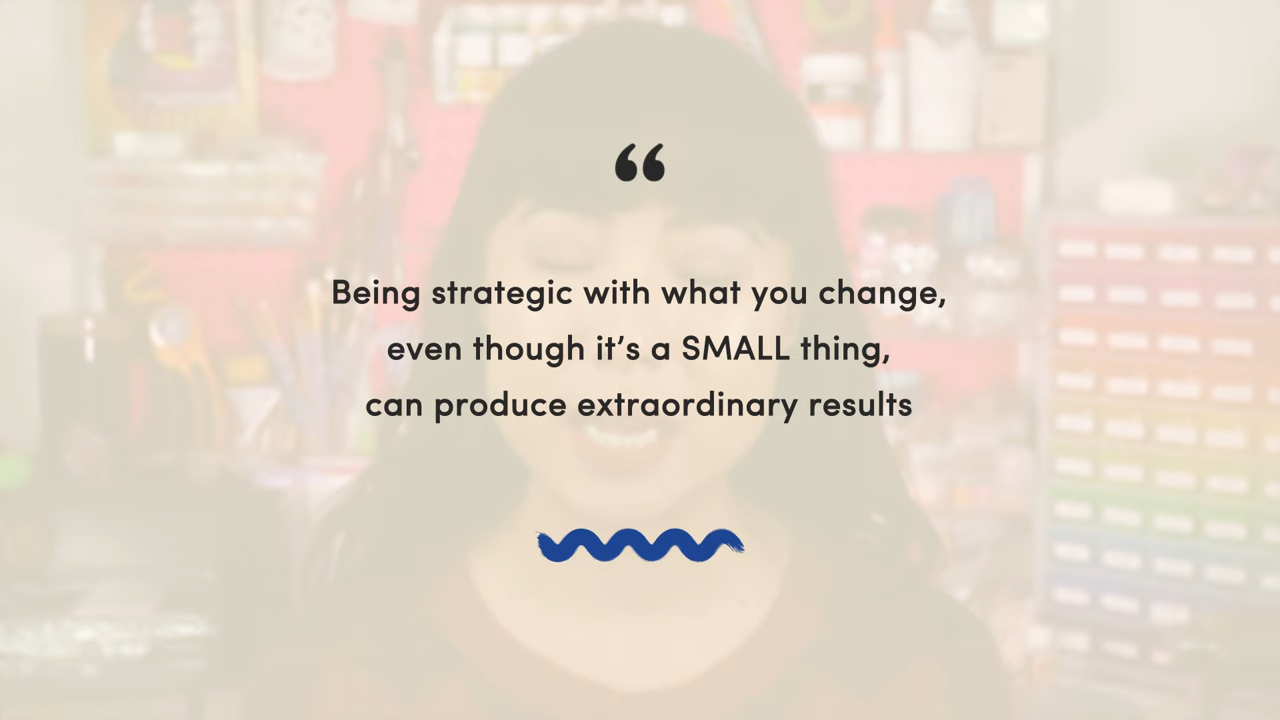 “
Being strategic with what you change,
even though it’s a SMALL thing,
can produce extraordinary results